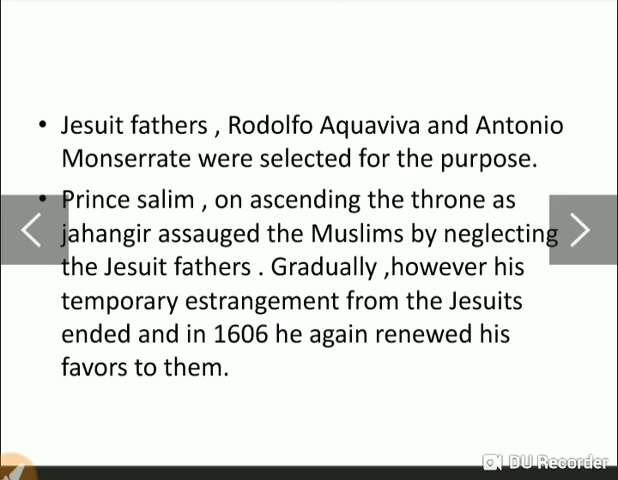 • Jesuit fathers , Rodolfo Aquaviva and Antonio
Monserrate were selected for the purpose.
• Prince salim , on ascending the throne as
jahangir assauged the Muslims by neglecting
the Jesuit fathers . Gradually ,however his
temporary estrangement from the Jesuits
ended and in 1606 he again renewed his
favors to them.
DU Recorder